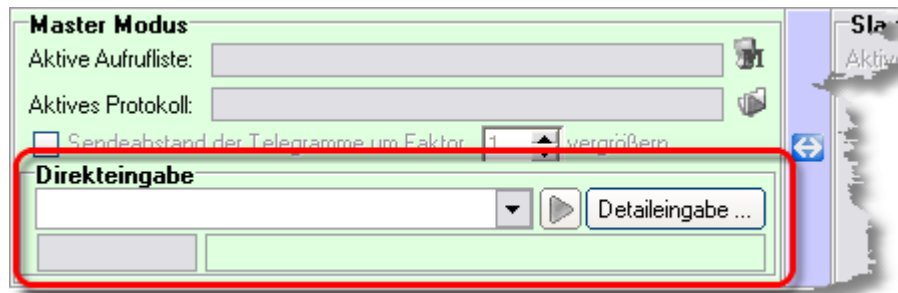 Master Modus
Aktive Aufrufliste:
Aktives Protokoll:
Sendeabstand der Telegramme um Faktor 1 vergrößern
Direkteingabe
Detaileingabe ...